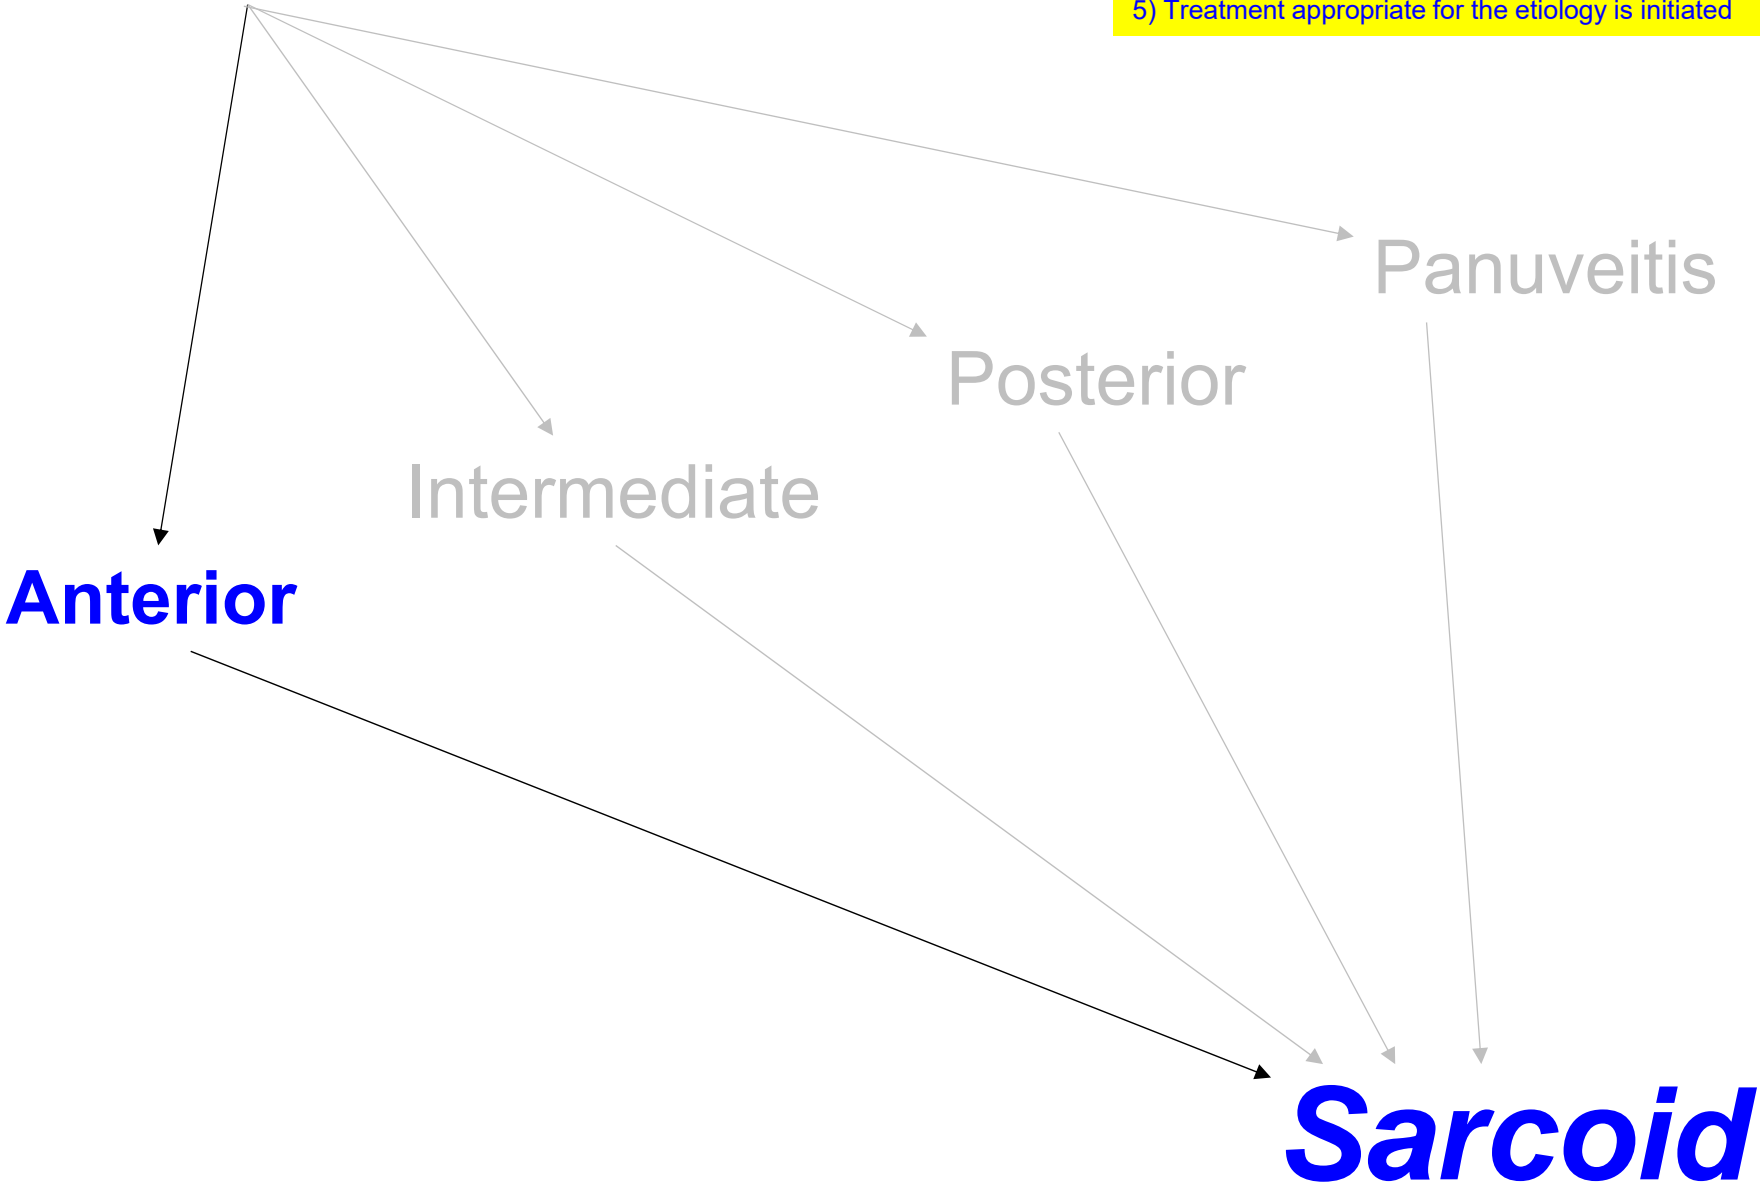 5) Treatment appropriate for the etiology is initiated
Panuveitis
Posterior
Intermediate
Anterior
Sarcoid